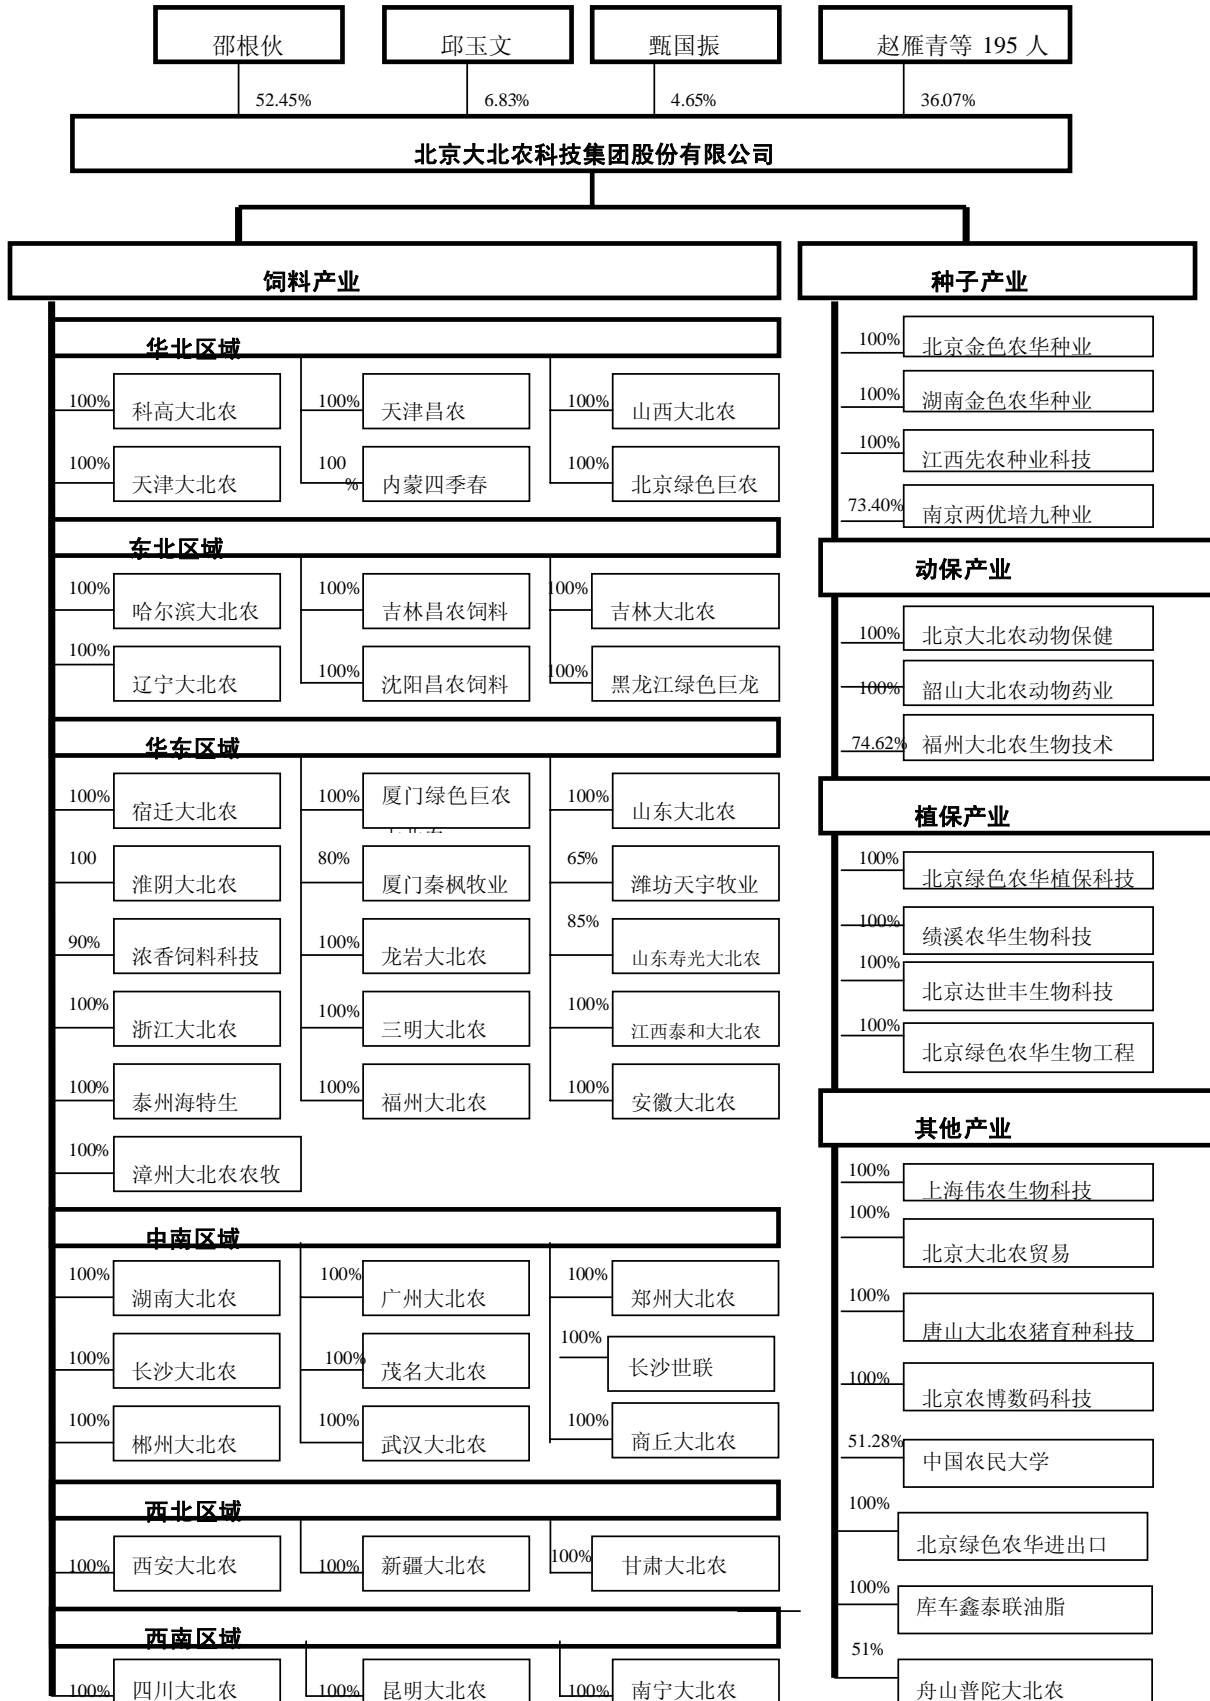 邵根伙
邱玉文
甄国振
赵雁青等 195 人
52.45%
6.83%
4.65%
36.07%
北京大北农科技集团股份有限公司
饲料产业
华北区域
100% 科高大北农
100% 天津昌农
100% 山西大北农
100% 天津大北农
100% 内蒙四季春
100% 北京绿色巨农
东北区域
100% 哈尔滨大北农
100% 吉林昌农饲料
100% 吉林大北农
100% 辽宁大北农
100% 沈阳昌农饲料
100% 黑龙江绿色巨龙
华东区域
100% 宿迁大北农
100% 厦门绿色巨农
100% 山东大北农
100 淮阴大北农
80% 厦门秦枫牧业
65% 潍坊天宇牧业
90% 浓香饲料科技
100% 龙岩大北农
85% 山东寿光大北农
100% 浙江大北农
100% 三明大北农
100% 江西泰和大北农
100% 泰州海特生
100% 福州大北农
100% 安徽大北农
100% 漳州大北农农牧
中南区域
100% 湖南大北农
100% 广州大北农
100% 郑州大北农
100% 长沙大北农
100% 茂名大北农
100% 长沙世联
100% 郴州大北农
100% 武汉大北农
100% 商丘大北农
西北区域
100% 西安大北农
100% 新疆大北农
100% 甘肃大北农
西南区域
100% 四川大北农
100% 昆明大北农
100% 南宁大北农
种子产业
100% 北京金色农华种业
100% 湖南金色农华种业
100% 江西先农种业科技
73.40% 南京两优培九种业
动保产业
100% 北京大北农动物保健
100% 韶山大北农动物药业
74.62% 福州大北农生物技术
植保产业
100% 北京绿色农华植保科技
100% 绩溪农华生物科技
100% 北京达世丰生物科技
100% 北京绿色农华生物工程
其他产业
100% 上海伟农生物科技
100% 北京大北农贸易
100% 唐山大北农猪育种科技
100% 北京农博数码科技
51.28% 中国农民大学
100% 北京绿色农华进出口
100% 库车鑫泰联油脂
51% 舟山普陀大北农